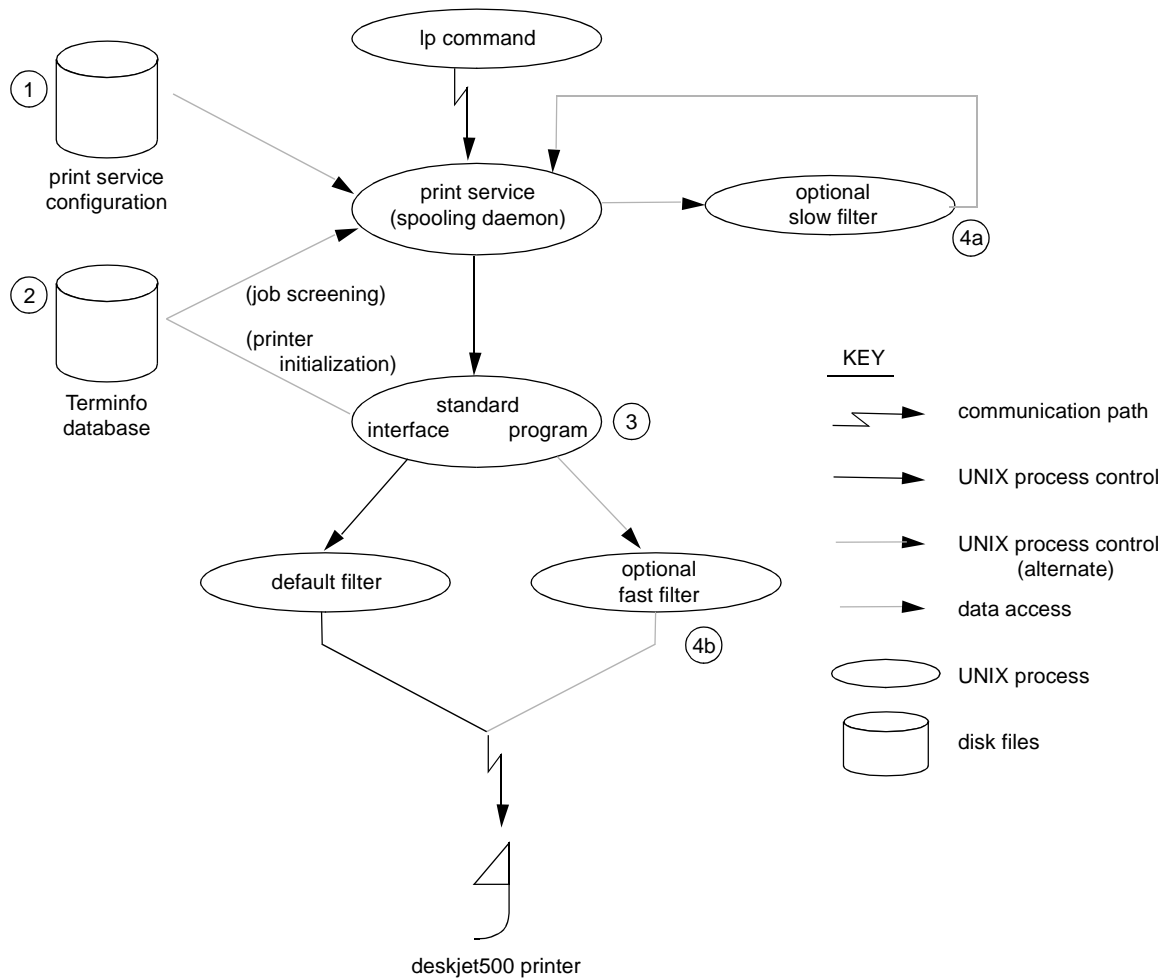 lp command
1
print service
configuration
print service
(spooling daemon)
optional
slow filter
4a
2
(job screening)
(printer
initialization)
Terminfo
database
standard
interface program
3
KEY
communication path
UNIX process control
UNIX process control
(alternate)
data access
UNIX process
disk files
default filter
optional
fast filter
4b
deskjet500 printer